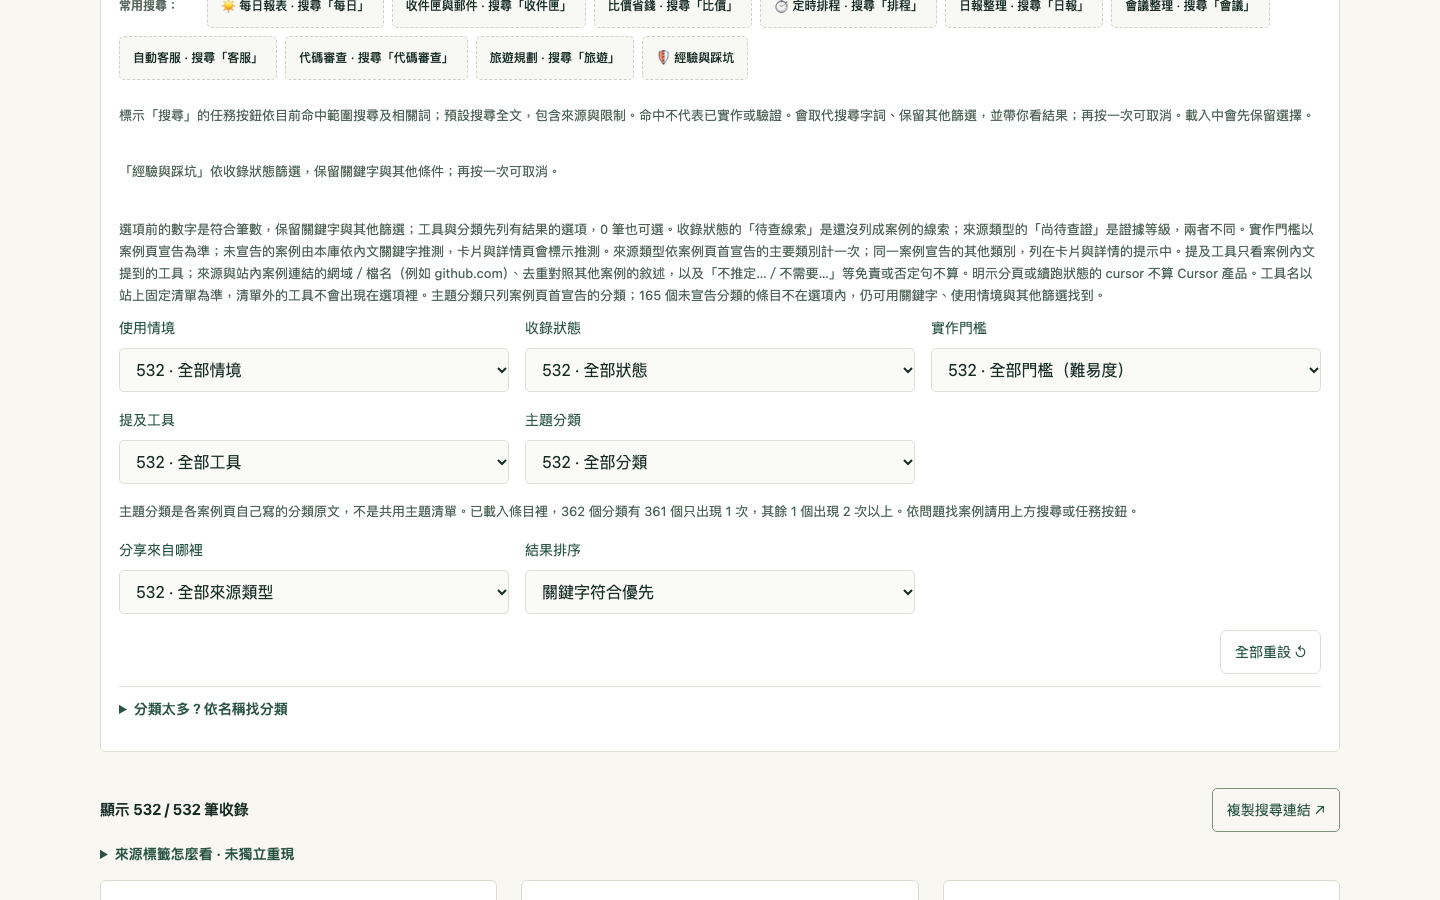 常用搜尋：
☀️ 每日報表 · 搜尋「每日」
收件匣與郵件 · 搜尋「收件匣」
比價省錢 · 搜尋「比價」
⏱ 定時排程 · 搜尋「排程」
日報整理 · 搜尋「日報」
會議整理 · 搜尋「會議」
自動客服 · 搜尋「客服」
代碼審查 · 搜尋「代碼審查」
旅遊規劃 · 搜尋「旅遊」
經驗與踩坑
標示「搜尋」的任務按鈕依目前命中範圍搜尋及相關詞；預設搜尋全文，包含來源與限制。命中不代表已實作或驗證。會取代搜尋字詞、保留其他篩選，並帶你看結果；再按一次可取消。載入中會先保留選擇。
「經驗與踩坑」依收錄狀態篩選，保留關鍵字與其他條件；再按一次可取消。
選項前的數字是符合筆數，保留關鍵字與其他篩選；工具與分類先列有結果的選項，0 筆也可選。收錄狀態的「待查線索」是還沒列成案例的線索；來源類型的「尚待查證」是證據等級，兩者不同。實作門檻以
案例頁宣告為準；未宣告的案例由本庫依內文關鍵字推測，卡片與詳情頁會標示推測。來源類型依案例頁首宣告的主要類別計一次；同一案例宣告的其他類別，列在卡片與詳情的提示中。提及工具只看案例內文
提到的工具；來源與站內案例連結的網域 / 檔名（例如 github.com）、去重對照其他案例的敘述，以及「不推定… / 不需要…」等免責或否定句不算。明示分頁或續跑狀態的 cursor 不算 Cursor 產品。工具名以
站上固定清單為準，清單外的工具不會出現在選項裡。主題分類只列案例頁首宣告的分類；165 個未宣告分類的條目不在選項內，仍可用關鍵字、使用情境與其他篩選找到。
使用情境
收錄狀態
實作門檻
532 · 全部情境
532 · 全部狀態
532 · 全部門檻（難易度）
提及工具
主題分類
532 · 全部工具
532 · 全部分類
主題分類是各案例頁自己寫的分類原文，不是共用主題清單。已載入條目裡，362 個分類有 361 個只出現 1 次，其餘 1 個出現 2 次以上。依問題找案例請用上方搜尋或任務按鈕。
分享來自哪裡
結果排序
532 · 全部來源類型
關鍵字符合優先
全部重設 ↺
▶ 分類太多？依名稱找分類
顯示 532 / 532 筆收錄
複製搜尋連結 ↗
▶ 來源標籤怎麼看 · 未獨立重現